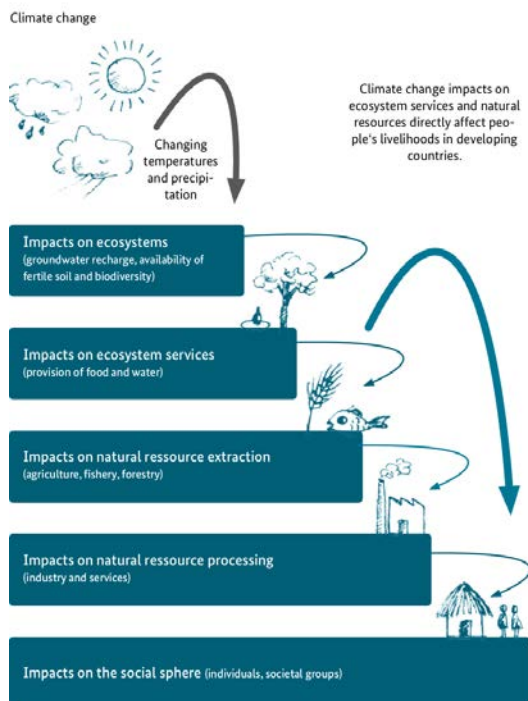 Climate change
Changing
temperatures
and precipi-
tation
Climate change impacts on
ecosystem services and natural
resources directly affect peo-
ple's livelihoods in developing
countries.
Impacts on ecosystems
(groundwater recharge, availability of
fertile soil and biodiversity)
Impacts on ecosystem services
(provision of food and water)
Impacts on natural ressource extraction
(agriculture, fishery, forestry)
Impacts on natural ressource processing
(industry and services)
Impacts on the social sphere (individuals, societal groups)